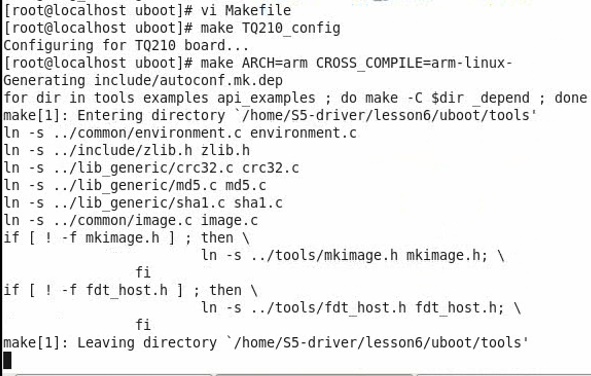 [root@localhost uboot]# vi Makefile
[root@localhost uboot]# make TQ210_config
Configuring for TQ210 board...
[root@localhost uboot]# make ARCH=arm CROSS_COMPILE=arm-linux-
Generating include/autoconf.mk.dep
for dir in tools examples api_examples ; do make -C $dir _depend ; done
make[1]: Entering directory `/home/S5-driver/lesson6/uboot/tools'
ln -s ../common/environment.c environment.c
ln -s ../include/zlib.h zlib.h
ln -s ../lib_generic/crc32.c crc32.c
ln -s ../lib_generic/md5.c md5.c
ln -s ../lib_generic/sha1.c sha1.c
ln -s ../common/image.c image.c
if [ ! -f mkimage.h ] ; then \
ln -s ../tools/mkimage.h mkimage.h; \
fi
if [ ! -f fdt_host.h ] ; then \
ln -s ../tools/fdt_host.h fdt_host.h; \
fi
make[1]: Leaving directory `/home/S5-driver/lesson6/uboot/tools'